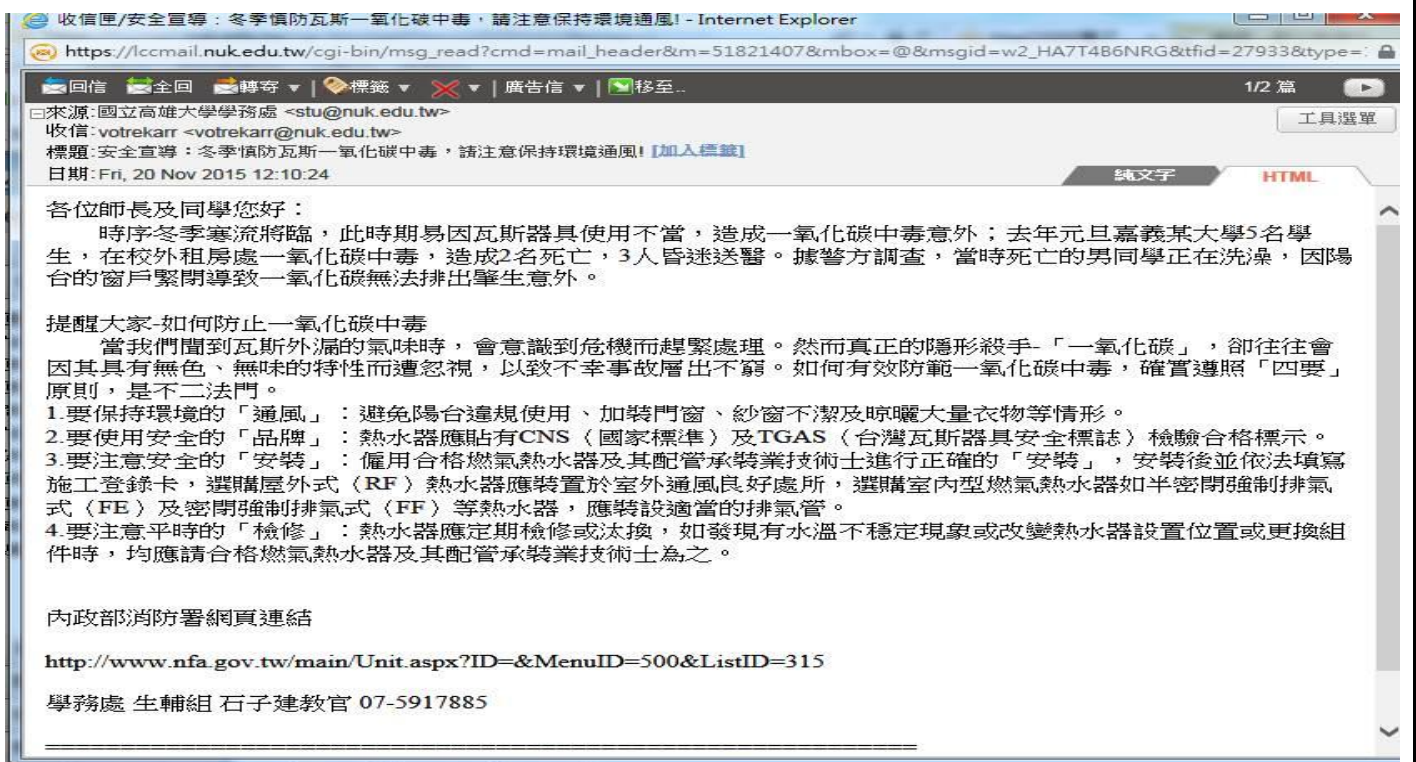 收信匣/安全宣導：冬季慎防瓦斯一氧化碳中毒，請注意保持環境通風! - Internet Explorer
https://lccmail.nuk.edu.tw/cgi-bin/msg_read?cmd=mail_header&m=51821407&mbox=@&msgid=w2_HA7T4B6NRG&tfid=27933&type=
回信 全回 轉寄 ▼ | 標籤 ▼ ▼ | 廣告信 ▼ | 移至.. 1/2 篇
來源:國立高雄大學學務處 <stu@nuk.edu.tw> 工具選單
收信:votrekarr <votrekarr@nuk.edu.tw>
標題:安全宣導：冬季慎防瓦斯一氧化碳中毒，請注意保持環境通風! [加入標籤]
日期:Fri, 20 Nov 2015 12:10:24 純文字 HTML
各位師長及同學您好：
時序冬季寒流將臨，此時期易因瓦斯器具使用不當，造成一氧化碳中毒意外；去年元旦嘉義某大學5名學
生，在校外租房處一氧化碳中毒，造成2名死亡，3人昏迷送醫。據警方調查，當時死亡的男同學正在洗澡，因陽
台的窗戶緊閉導致一氧化碳無法排出肇生意外。
提醒大家-如何防止一氧化碳中毒
當我們聞到瓦斯外漏的氣味時，會意識到危機而趕緊處理。然而真正的隱形殺手-「一氧化碳」，卻往往會
因其具有無色、無味的特性而遭忽視，以致不幸事故層出不窮。如何有效防範一氧化碳中毒，確實遵照「四要」
原則，是不二法門。
1.要保持環境的「通風」：避免陽台違規使用、加裝門窗、紗窗不潔及晾曬大量衣物等情形。
2.要使用安全的「品牌」：熱水器應貼有CNS（國家標準）及TGAS（台灣瓦斯器具安全標誌）檢驗合格標示。
3.要注意安全的「安裝」：僱用合格燃氣熱水器及其配管承裝業技術士進行正確的「安裝」，安裝後並依法填寫
施工登錄卡，選購屋外式（RF）熱水器應裝置於室外通風良好處所，選購室內型燃氣熱水器如半密閉強制排氣
式（FE）及密閉強制排氣式（FF）等熱水器，應裝設適當的排氣管。
4.要注意平時的「檢修」：熱水器應定期檢修或汰換，如發現有水溫不穩定現象或改變熱水器設置位置或更換組
件時，均應請合格燃氣熱水器及其配管承裝業技術士為之。
內政部消防署網頁連結
http://www.nfa.gov.tw/main/Unit.aspx?ID=&MenuID=500&ListID=315
學務處 生輔組 石子建教官 07-5917885
==========================================================